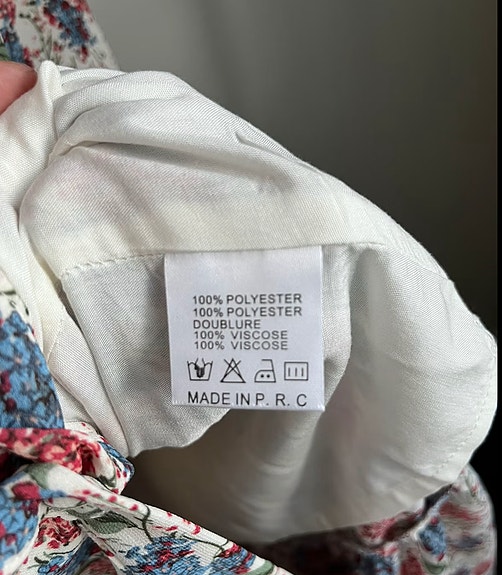 100% POLYESTER
100% POLYESTER
DOUBLURE
100% VISCOSE
100% VISCOSE
MADE IN P. R. C